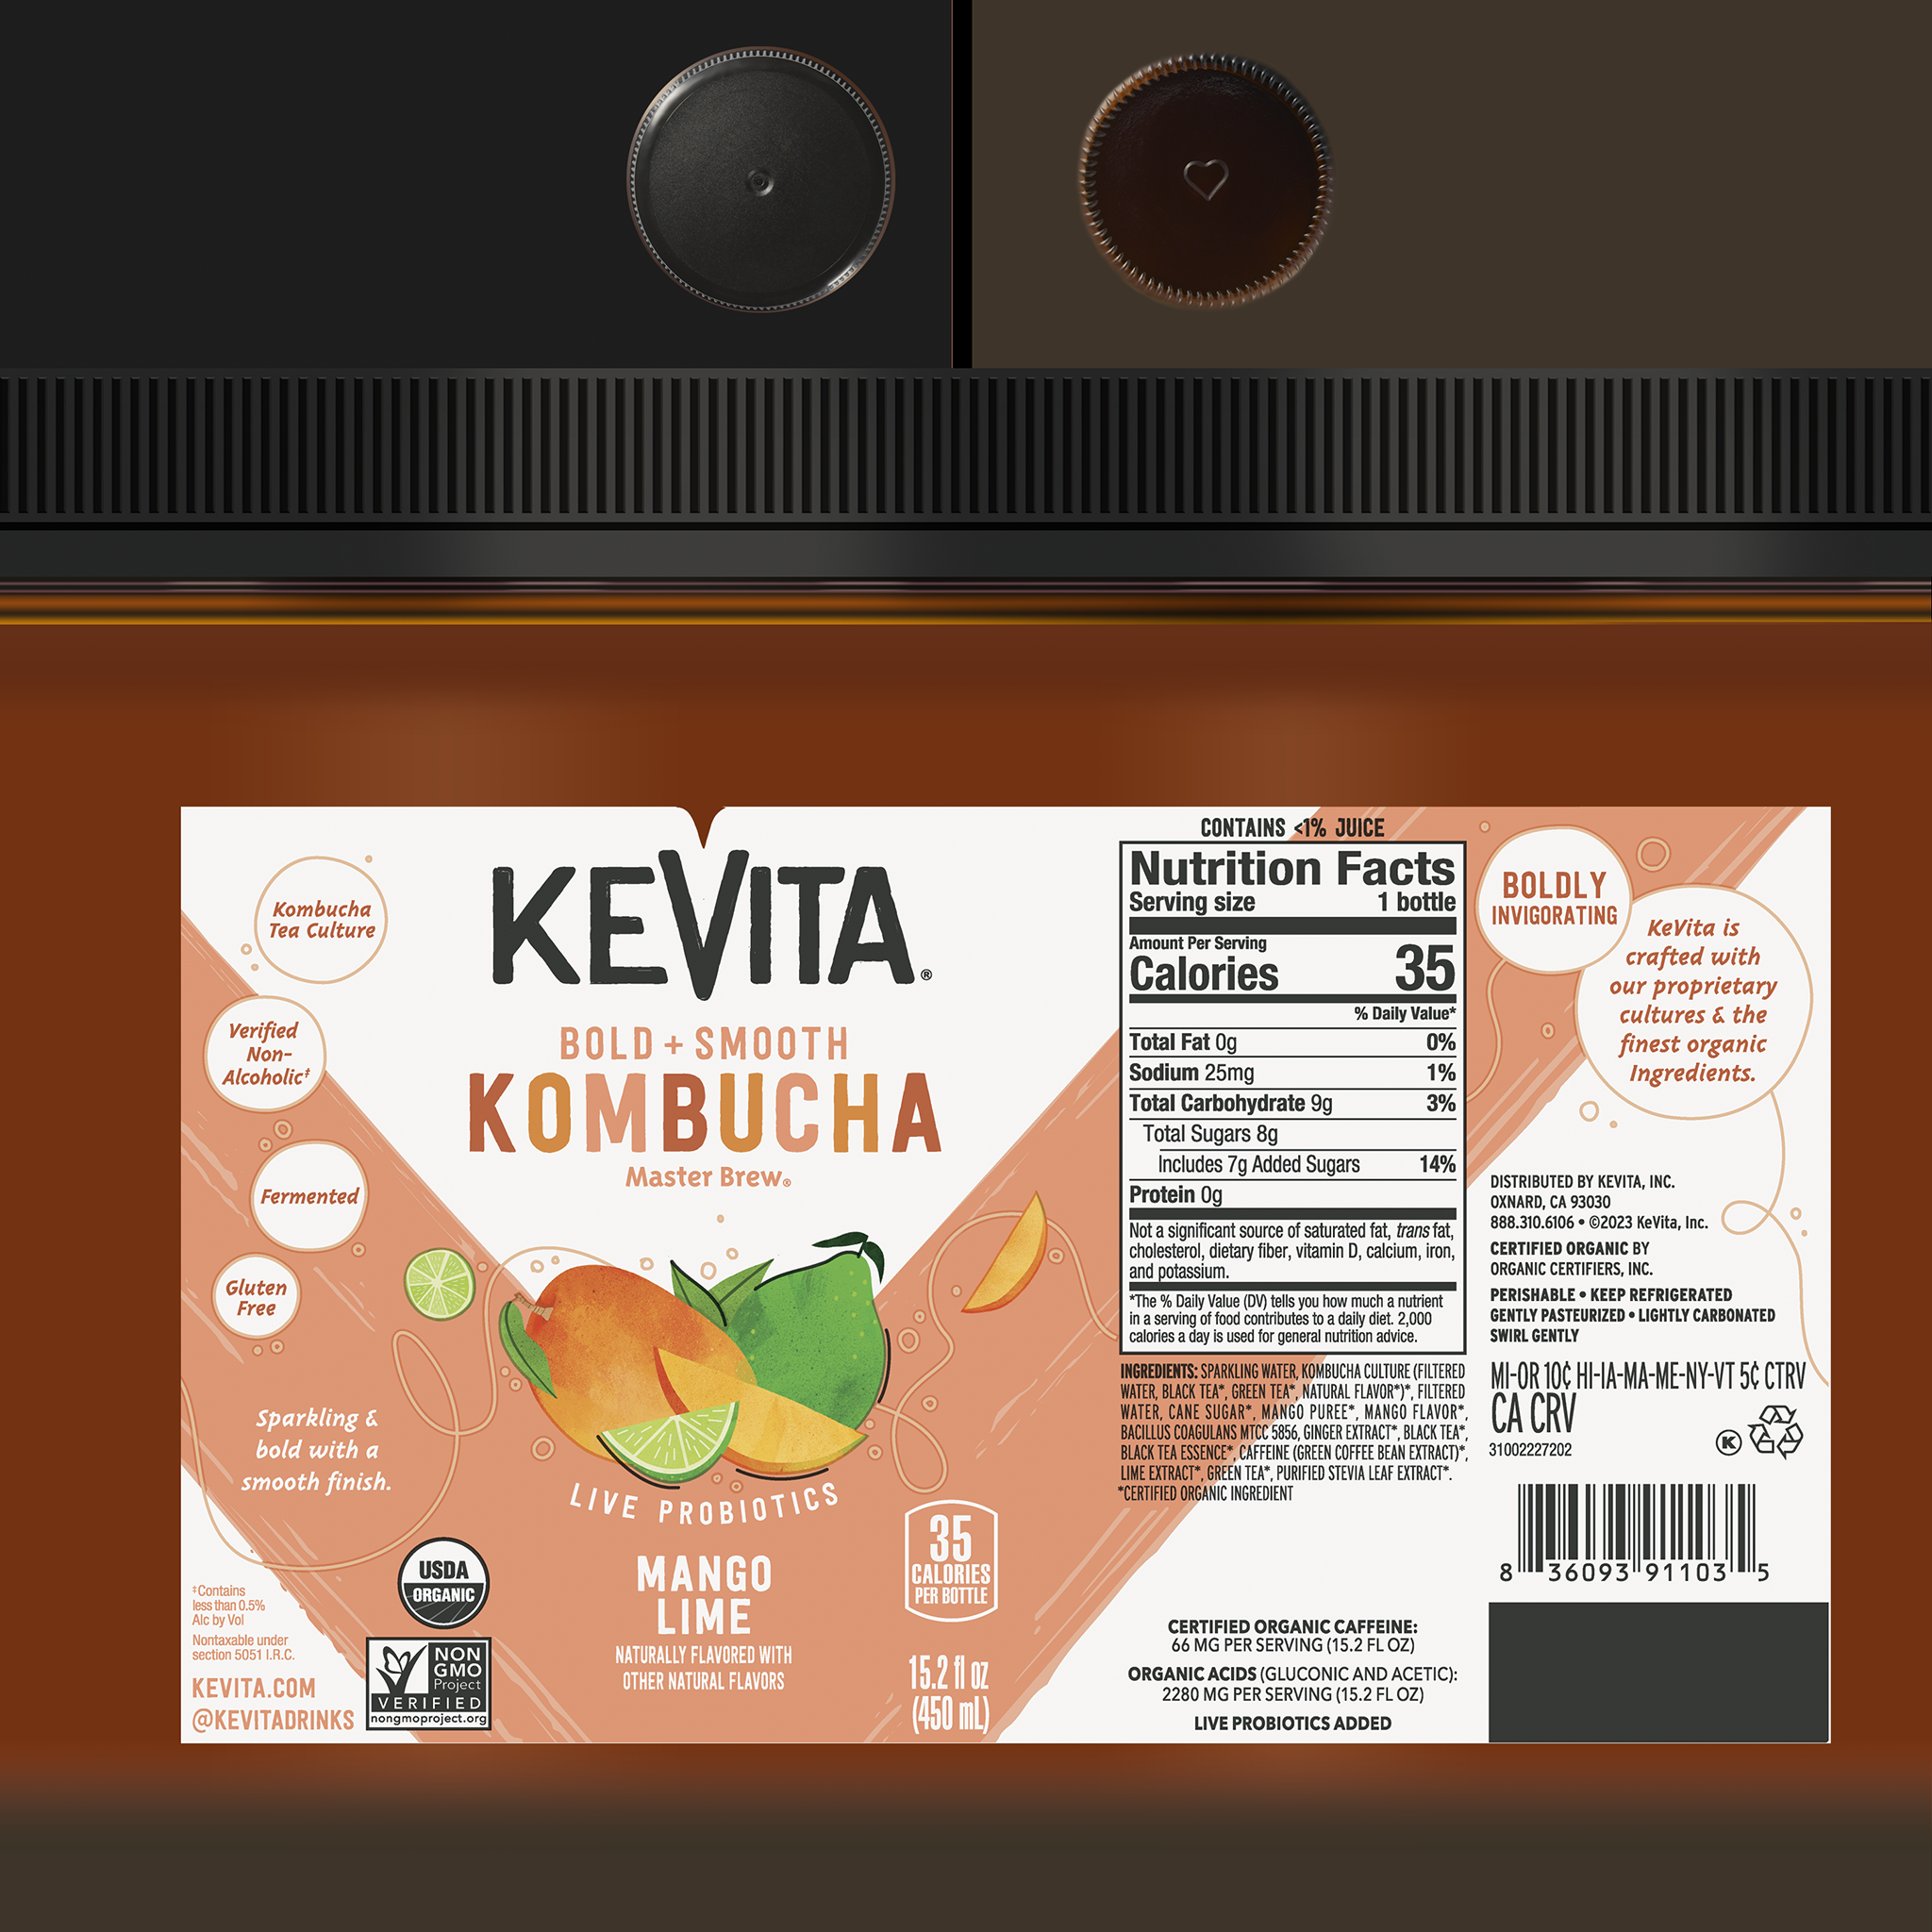 Kombucha
Tea Culture
Verified
Non-
Alcoholic‡
Fermented
Gluten
Free
Sparkling &
bold with a
smooth finish.
‡Contains
less than 0.5%
Alc by Vol
Nontaxable under
section 5051 I.R.C.
KEVITA.COM
@KEVITADRINKS
USDA
ORGANIC
NON
GMO
Project
VERIFIED
nongmoproject.org
KEVITA®
BOLD + SMOOTH
KOMBUCHA
Master Brew®
LIVE PROBIOTICS
MANGO
LIME
NATURALLY FLAVORED WITH
OTHER NATURAL FLAVORS
35
CALORIES
PER BOTTLE
15.2 fl oz
(450 mL)
CONTAINS <1% JUICE
Nutrition Facts
Serving size 1 bottle
Amount Per Serving
Calories 35
% Daily Value*
Total Fat 0g 0%
Sodium 25mg 1%
Total Carbohydrate 9g 3%
Total Sugars 8g
Includes 7g Added Sugars 14%
Protein 0g
Not a significant source of saturated fat, trans fat,
cholesterol, dietary fiber, vitamin D, calcium, iron,
and potassium.
*The % Daily Value (DV) tells you how much a nutrient
in a serving of food contributes to a daily diet. 2,000
calories a day is used for general nutrition advice.
INGREDIENTS: SPARKLING WATER, KOMBUCHA CULTURE (FILTERED
WATER, BLACK TEA*, GREEN TEA*, NATURAL FLAVOR*)*, FILTERED
WATER, CANE SUGAR*, MANGO PUREE*, MANGO FLAVOR*,
BACILLUS COAGULANS MTCC 5856, GINGER EXTRACT*, BLACK TEA*,
BLACK TEA ESSENCE*, CAFFEINE (GREEN COFFEE BEAN EXTRACT)*,
LIME EXTRACT*, GREEN TEA*, PURIFIED STEVIA LEAF EXTRACT*.
*CERTIFIED ORGANIC INGREDIENT
CERTIFIED ORGANIC CAFFEINE:
66 MG PER SERVING (15.2 FL OZ)
ORGANIC ACIDS (GLUCONIC AND ACETIC):
2280 MG PER SERVING (15.2 FL OZ)
LIVE PROBIOTICS ADDED
BOLDLY
INVIGORATING
KeVita is
crafted with
our proprietary
cultures & the
finest organic
Ingredients.
DISTRIBUTED BY KEVITA, INC.
OXNARD, CA 93030
888.310.6106 • ©2023 KeVita, Inc.
CERTIFIED ORGANIC BY
ORGANIC CERTIFIERS, INC.
PERISHABLE • KEEP REFRIGERATED
GENTLY PASTEURIZED • LIGHTLY CARBONATED
SWIRL GENTLY
MI-OR 10¢ HI-IA-MA-ME-NY-VT 5¢ CTRV
CA CRV
31002227202
K
8 36093 91103 5